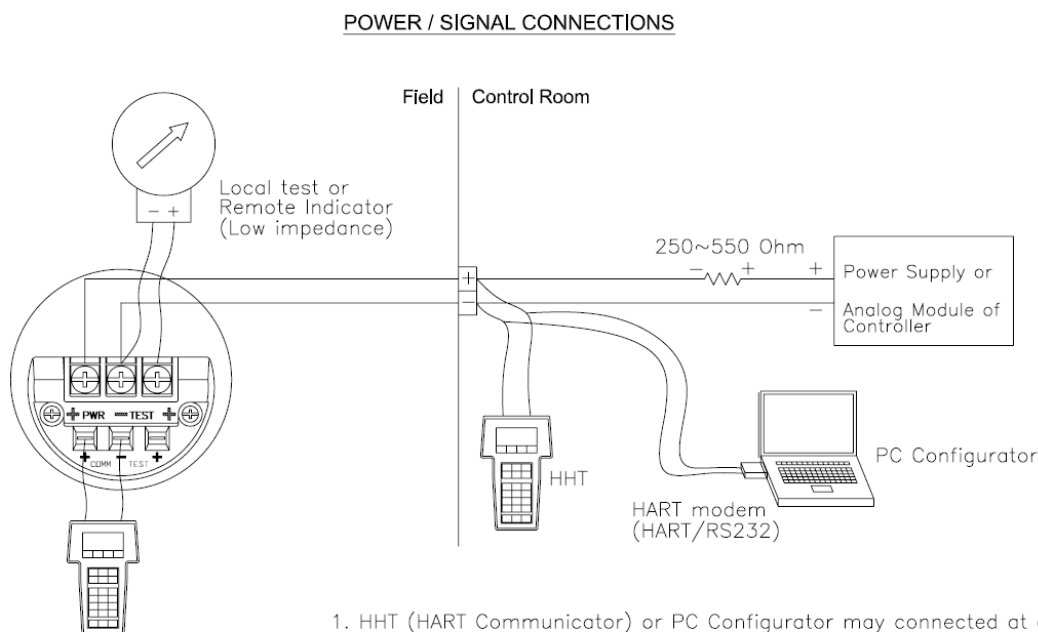 POWER / SIGNAL CONNECTIONS
Field
Control Room
Local test or
Remote Indicator
(Low impedance)
- +
250~550 Ohm
- +
+
-
+
-
Power Supply or
Analog Module of
Controller
+ PWR - TEST +
+ - +
COMM TEST
HHT
HART modem
(HART/RS232)
PC Configurator
1. HHT (HART Communicator) or PC Configurator may connected at